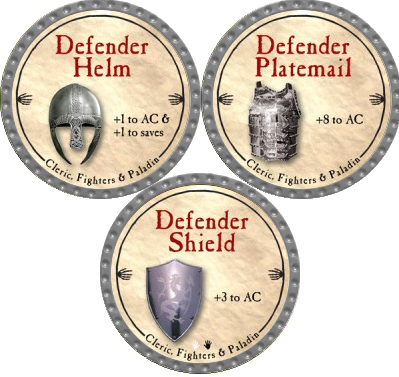 Defender
Helm
+1 to AC &
+1 to saves
Cleric, Fighters & Paladin
Defender
Platemail
+8 to AC
Cleric, Fighters & Paladin
Defender
Shield
+3 to AC
Cleric, Fighters & Paladin